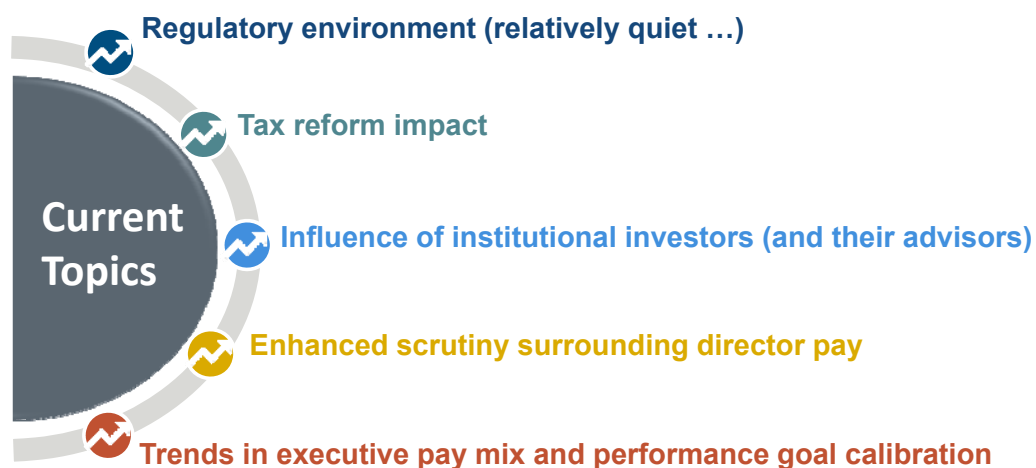 Regulatory environment (relatively quiet …)
Tax reform impact
Current
Topics
Influence of institutional investors (and their advisors)
Enhanced scrutiny surrounding director pay
Trends in executive pay mix and performance goal calibration